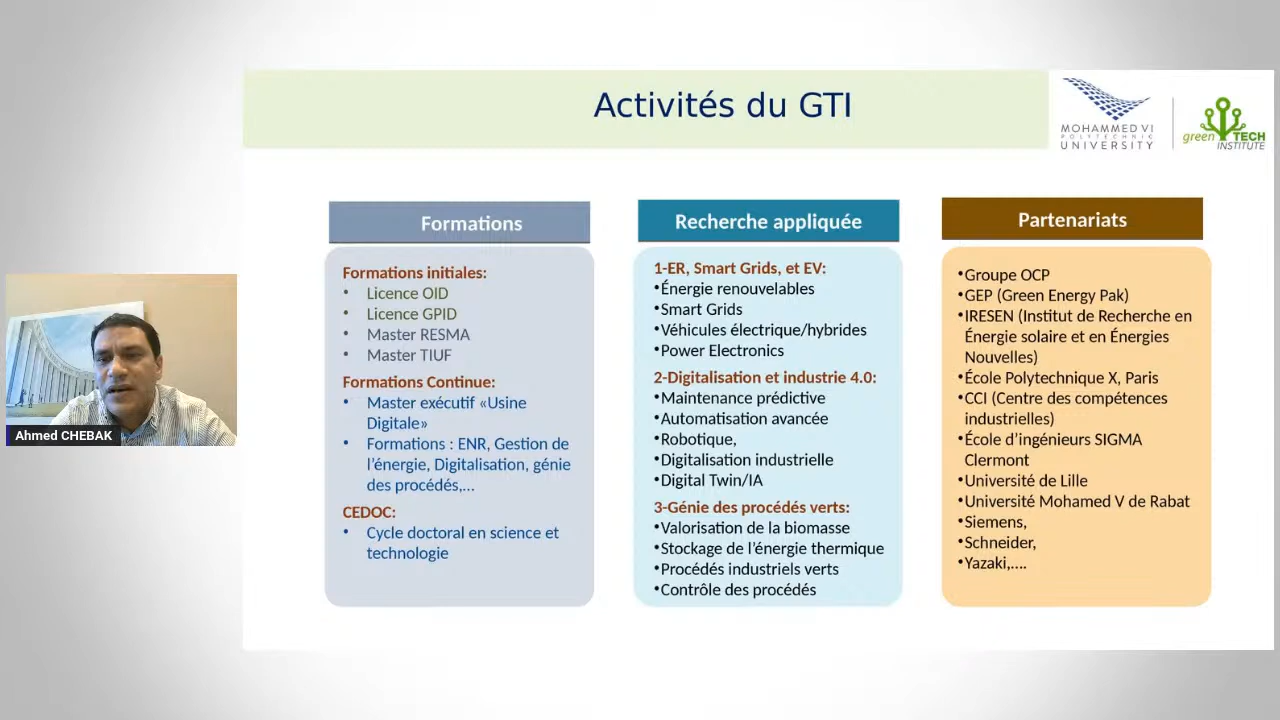 Activités du GTI
MOHAMMED VI
POLYTECHNIC
UNIVERSITY
green TECH
INSTITUTE
Formations
Formations initiales:
• Licence OID
• Licence GPID
• Master RESMA
• Master TIUF
Formations Continue:
• Master exécutif «Usine
Digitale»
• Formations : ENR, Gestion de
l'énergie, Digitalisation, génie
des procédés,...
CEDOC:
• Cycle doctoral en science et
technologie
Recherche appliquée
1-ER, Smart Grids, et EV:
•Énergie renouvelables
•Smart Grids
•Véhicules électrique/hybrides
•Power Electronics
2-Digitalisation et industrie 4.0:
•Maintenance prédictive
•Automatisation avancée
•Robotique,
•Digitalisation industrielle
•Digital Twin/IA
3-Génie des procédés verts:
•Valorisation de la biomasse
•Stockage de l'énergie thermique
•Procédés industriels verts
•Contrôle des procédés
Partenariats
•Groupe OCP
•GEP (Green Energy Pak)
•IRESEN (Institut de Recherche en
Énergie solaire et en Énergies
Nouvelles)
•École Polytechnique X, Paris
•CCI (Centre des compétences
industrielles)
•École d'ingénieurs SIGMA
Clermont
•Université de Lille
•Université Mohamed V de Rabat
•Siemens,
•Schneider,
•Yazaki,....
Ahmed CHEBAK